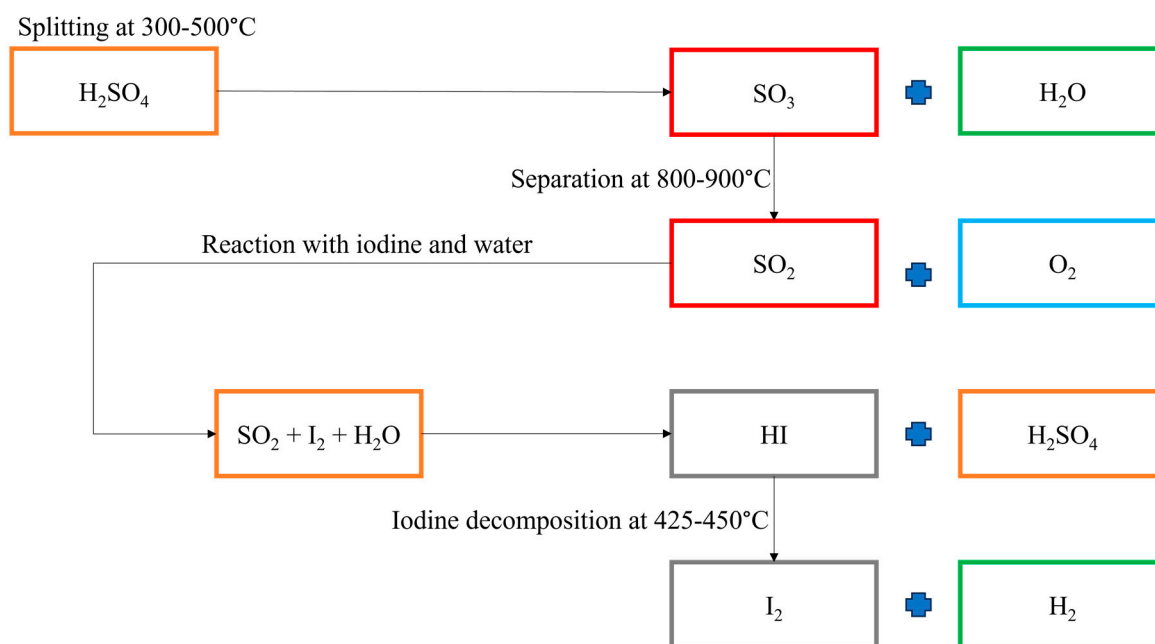 Splitting at 300-500°C
H₂SO₄
SO₃
H₂O
Separation at 800-900°C
Reaction with iodine and water
SO₂
O₂
SO₂ + I₂ + H₂O
HI
H₂SO₄
Iodine decomposition at 425-450°C
I₂
H₂